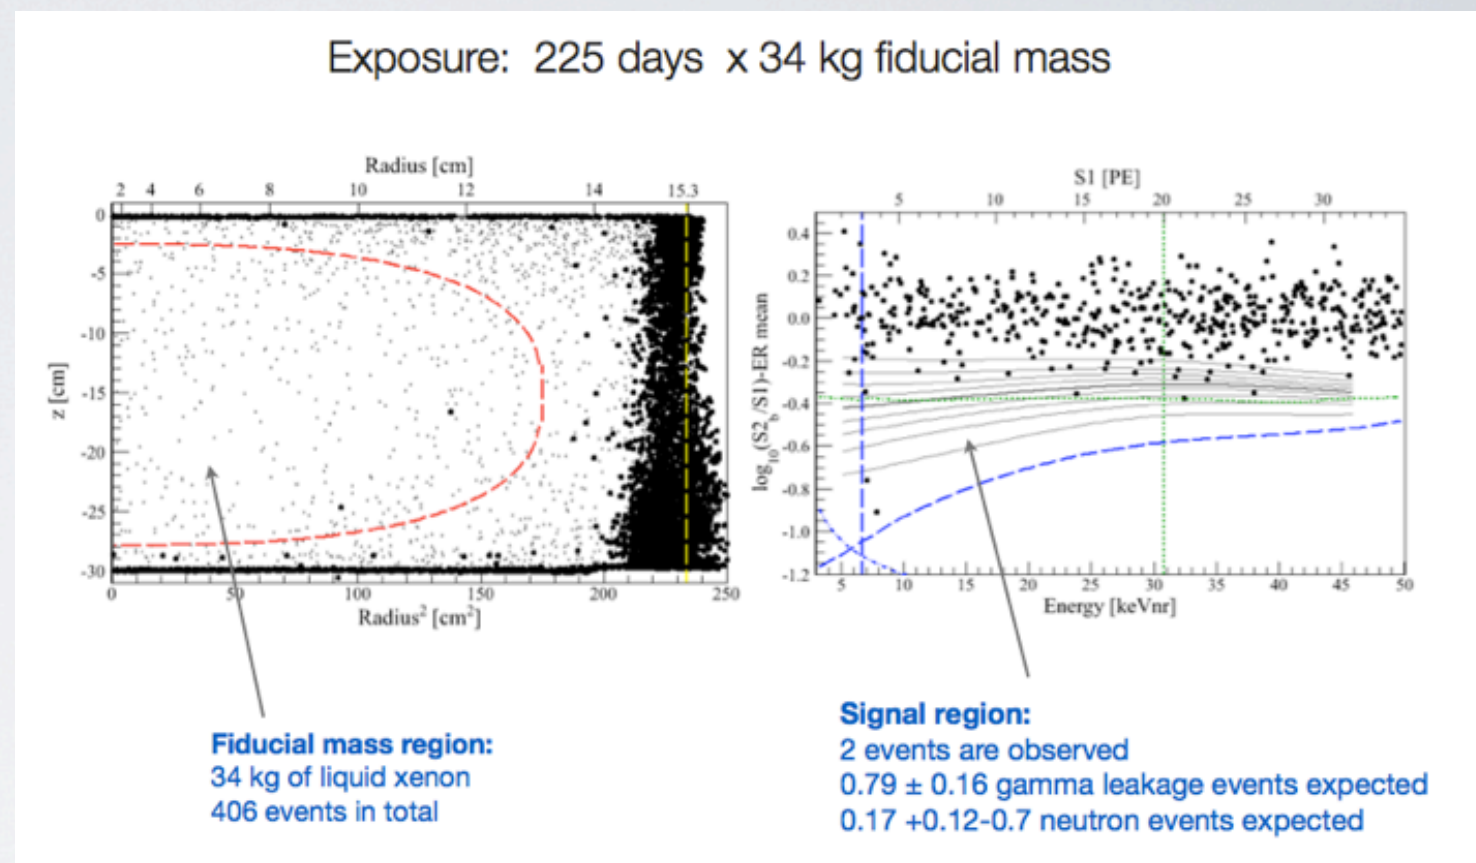 Exposure: 225 days x 34 kg fiducial mass
Radius [cm]
2 4 6 8 10 12 14 15.3
0
-5
-10
-15
-20
-25
-30
z [cm]
0 50 100 150 200 250
Radius² [cm²]
S1 [PE]
5 10 15 20 25 30
0.4
0.2
0.0
-0.2
-0.4
-0.6
-0.8
-1.0
-1.2
log₁₀(S2_b/S1)-ER mean
5 10 15 20 25 30 35 40 45 50
Energy [keVnr]
Fiducial mass region:
34 kg of liquid xenon
406 events in total
Signal region:
2 events are observed
0.79 ± 0.16 gamma leakage events expected
0.17 +0.12-0.7 neutron events expected